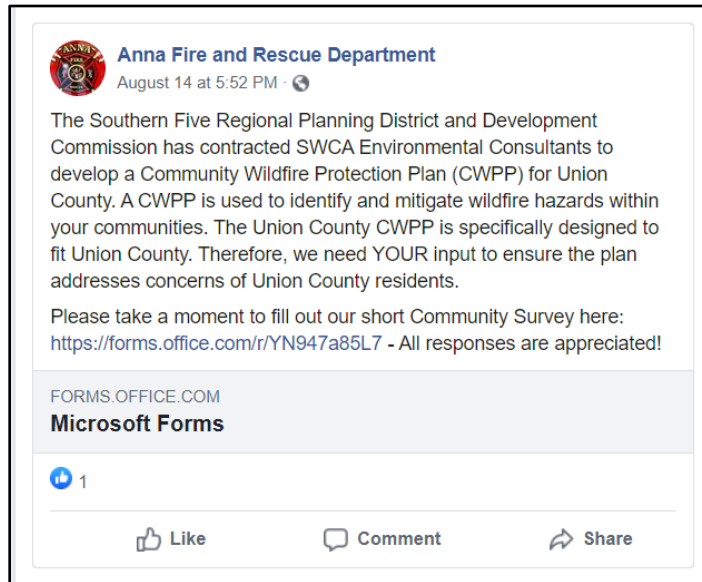 ANNA
FIRE
Anna Fire and Rescue Department
August 14 at 5:52 PM ·
The Southern Five Regional Planning District and Development
Commission has contracted SWCA Environmental Consultants to
develop a Community Wildfire Protection Plan (CWPP) for Union
County. A CWPP is used to identify and mitigate wildfire hazards within
your communities. The Union County CWPP is specifically designed to
fit Union County. Therefore, we need YOUR input to ensure the plan
addresses concerns of Union County residents.
Please take a moment to fill out our short Community Survey here:
https://forms.office.com/r/YN947a85L7 - All responses are appreciated!
FORMS.OFFICE.COM
Microsoft Forms
1
Like Comment Share